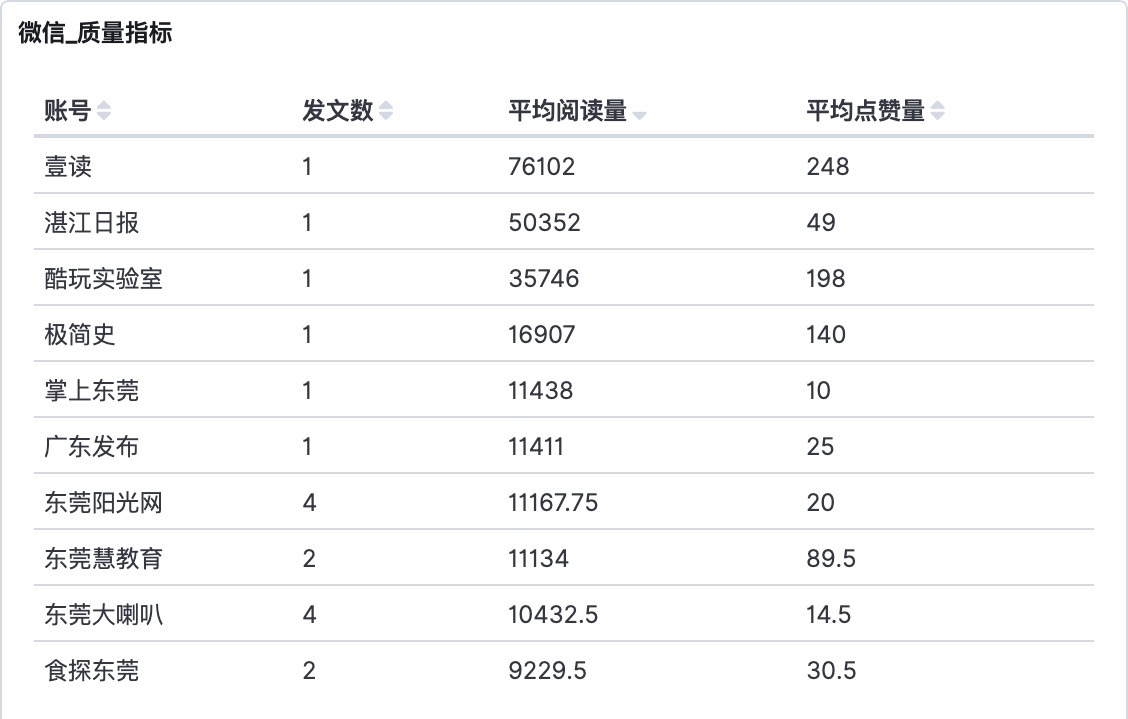 微信_质量指标
账号 发文数 平均阅读量 平均点赞量
壹读 1 76102 248
湛江日报 1 50352 49
酷玩实验室 1 35746 198
极简史 1 16907 140
掌上东莞 1 11438 10
广东发布 1 11411 25
东莞阳光网 4 11167.75 20
东莞慧教育 2 11134 89.5
东莞大喇叭 4 10432.5 14.5
食探东莞 2 9229.5 30.5